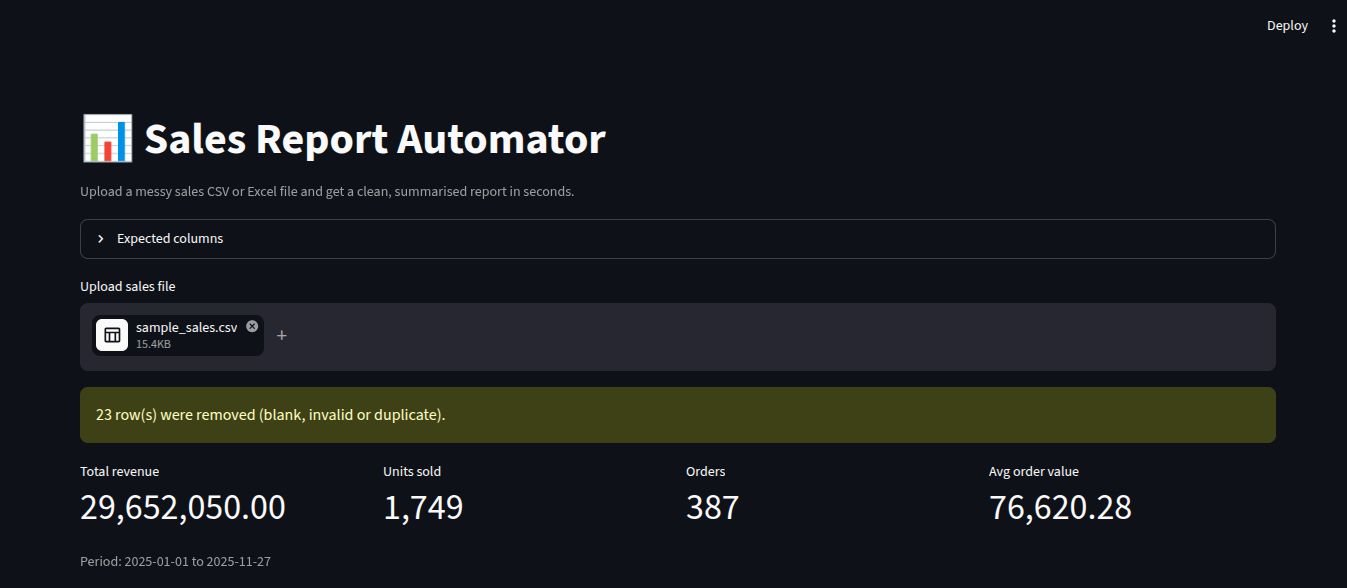 Deploy
Sales Report Automator
Upload a messy sales CSV or Excel file and get a clean, summarised report in seconds.
Expected columns
Upload sales file
sample_sales.csv
15.4KB
23 row(s) were removed (blank, invalid or duplicate).
Total revenue Units sold Orders Avg order value
29,652,050.00 1,749 387 76,620.28
Period: 2025-01-01 to 2025-11-27